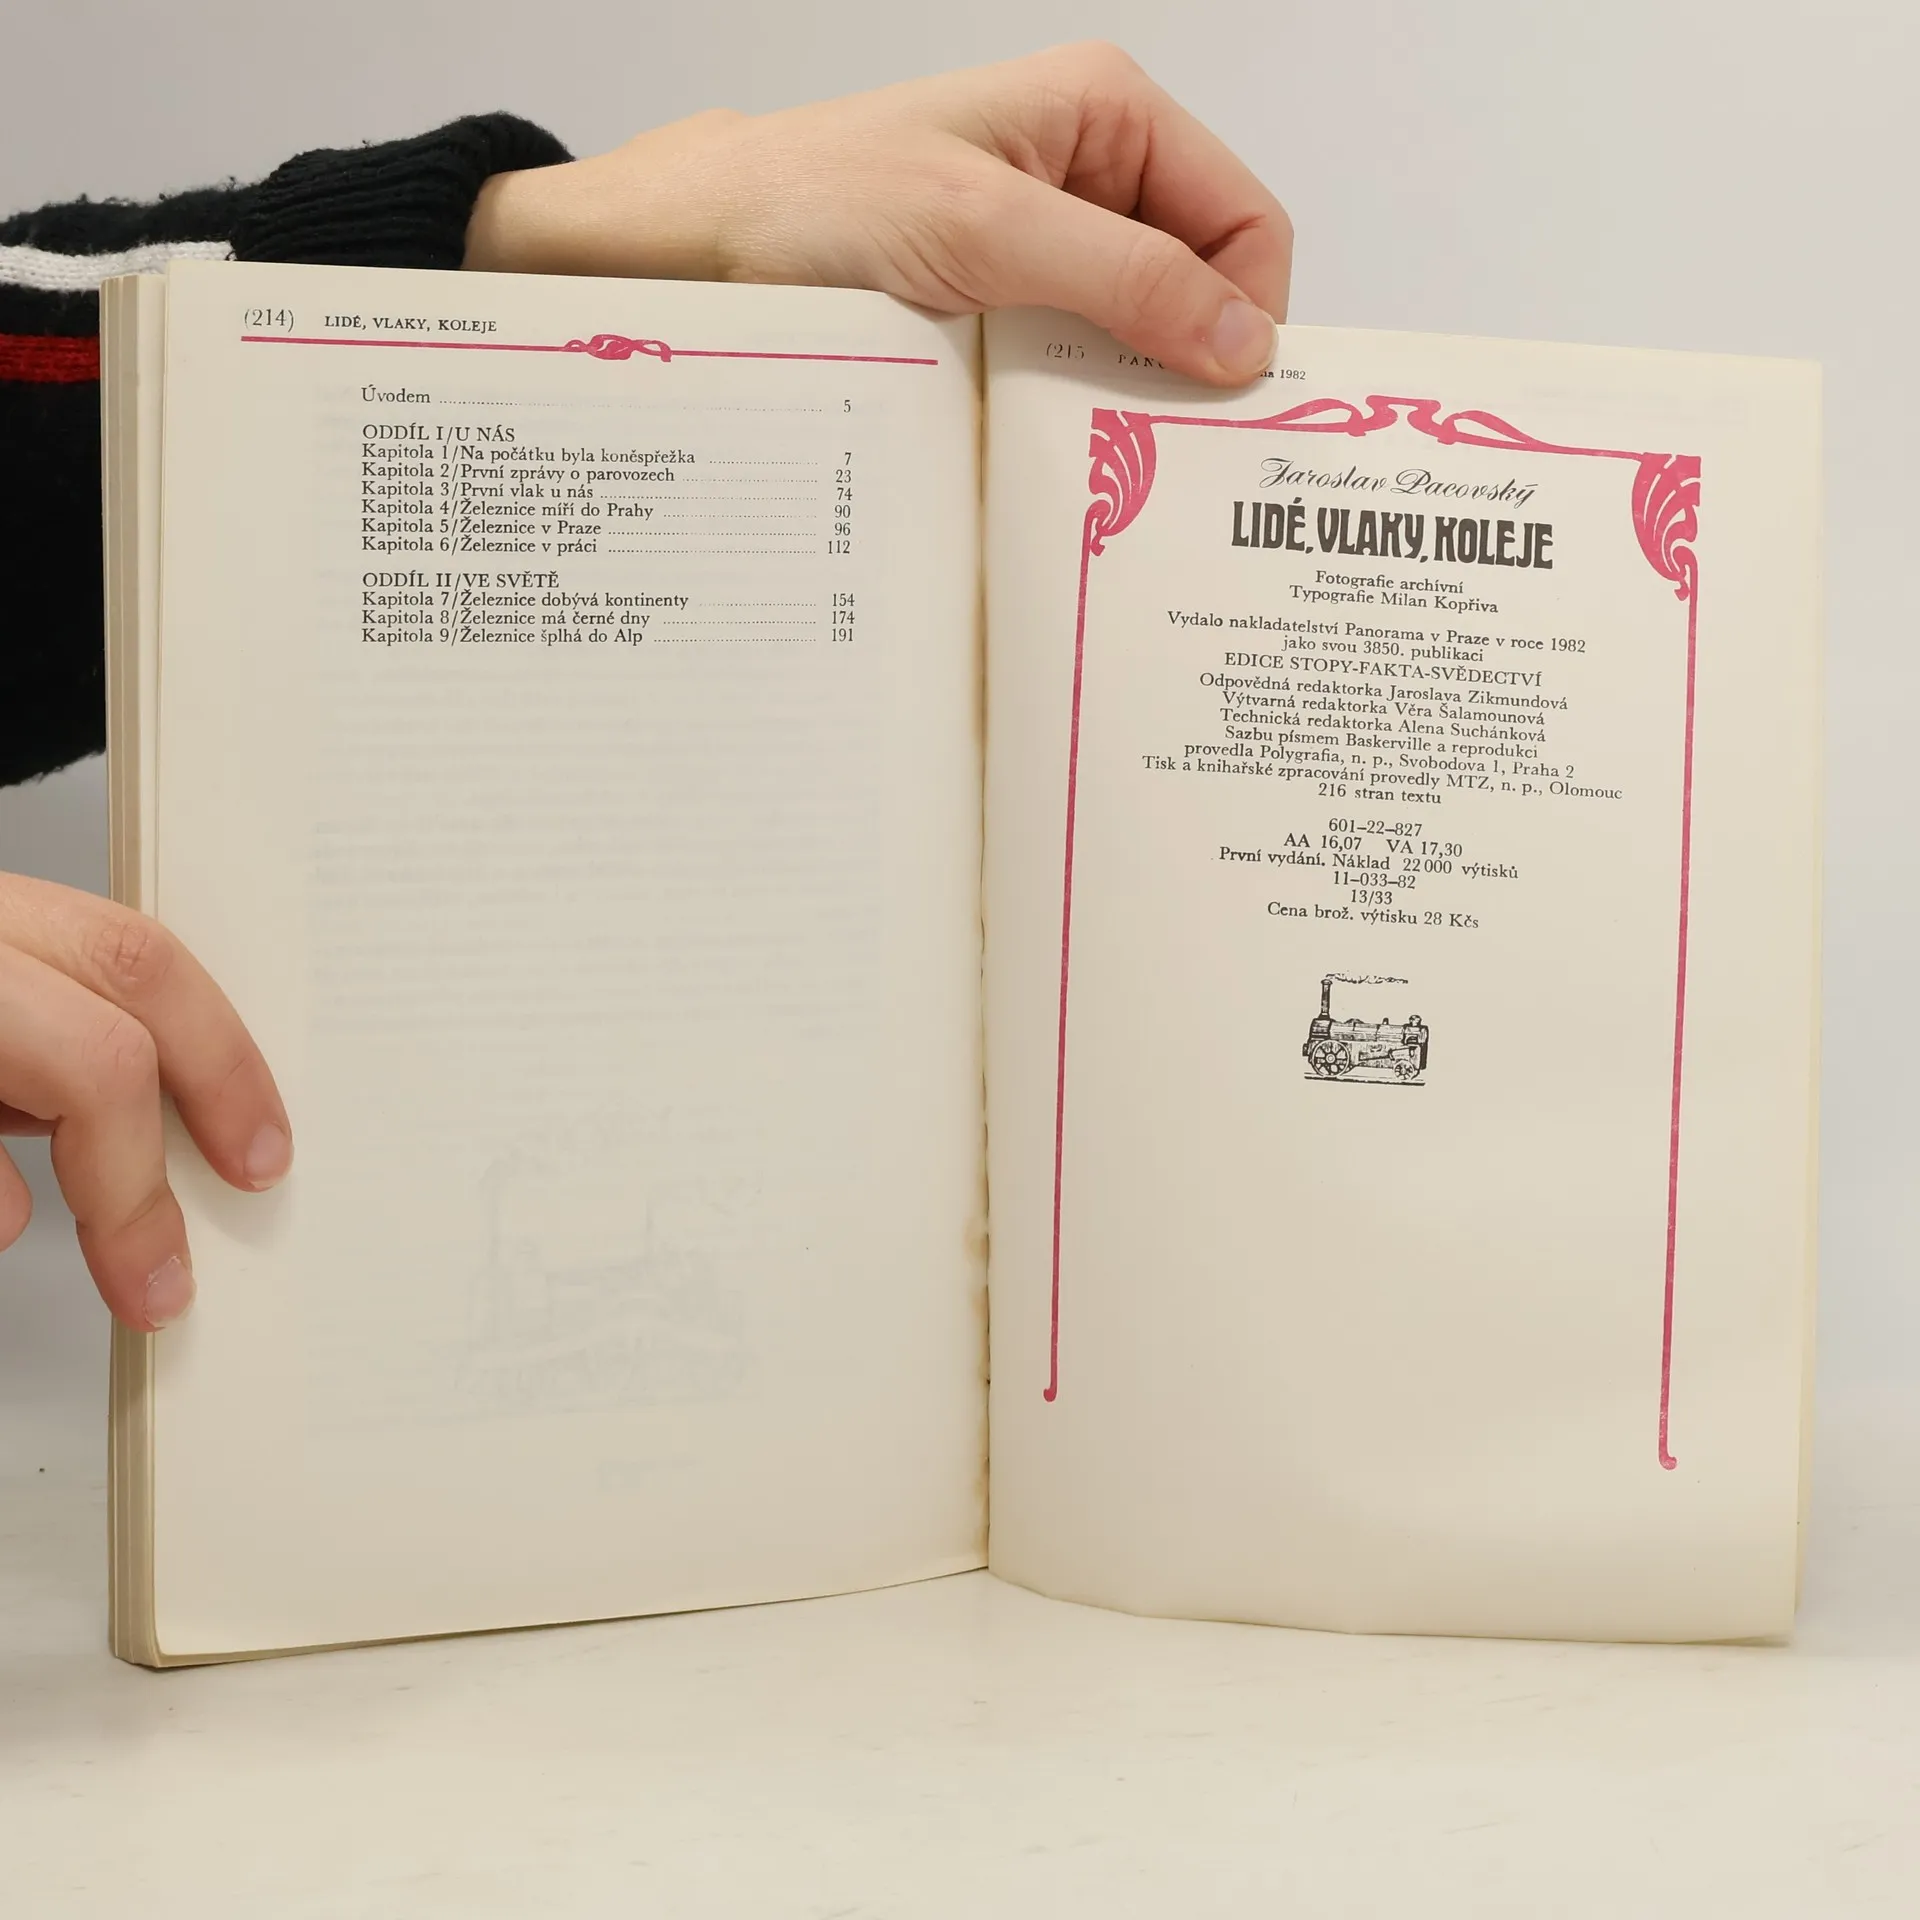 (214) LIDÉ, VLAKY, KOLEJE
Úvodem 5
ODDÍL I/U NÁS
Kapitola 1/Na počátku byla koněspřežka 7
Kapitola 2/První zprávy o parovozech 23
Kapitola 3/První vlak u nás 74
Kapitola 4/Železnice míří do Prahy 90
Kapitola 5/Železnice v Praze 96
Kapitola 6/Železnice v práci 112
ODDÍL II/VE SVĚTĚ
Kapitola 7/Železnice dobývá kontinenty 154
Kapitola 8/Železnice má černé dny 174
Kapitola 9/Železnice šplhá do Alp 191
(215 1982
Jaroslav Pacovský
LIDÉ, VLAKY, KOLEJE
Fotografie archívní
Typografie Milan Kopřiva
Vydalo nakladatelství Panorama v Praze v roce 1982
jako svou 3850. publikaci
EDICE STOPY-FAKTA-SVĚDECTVÍ
Odpovědná redaktorka Jaroslava Zikmundová
Výtvarná redaktorka Věra Šalamounová
Technická redaktorka Alena Suchánková
Sazbu písmem Baskerville a reprodukci
provedla Polygrafia, n. p., Svobodova 1, Praha 2
Tisk a knihařské zpracování provedly MTZ, n. p., Olomouc
216 stran textu
601–22–827
AA 16,07 VA 17,30
První vydání. Náklad 22 000 výtisků
11–033–82
13/33
Cena brož. výtisku 28 Kčs